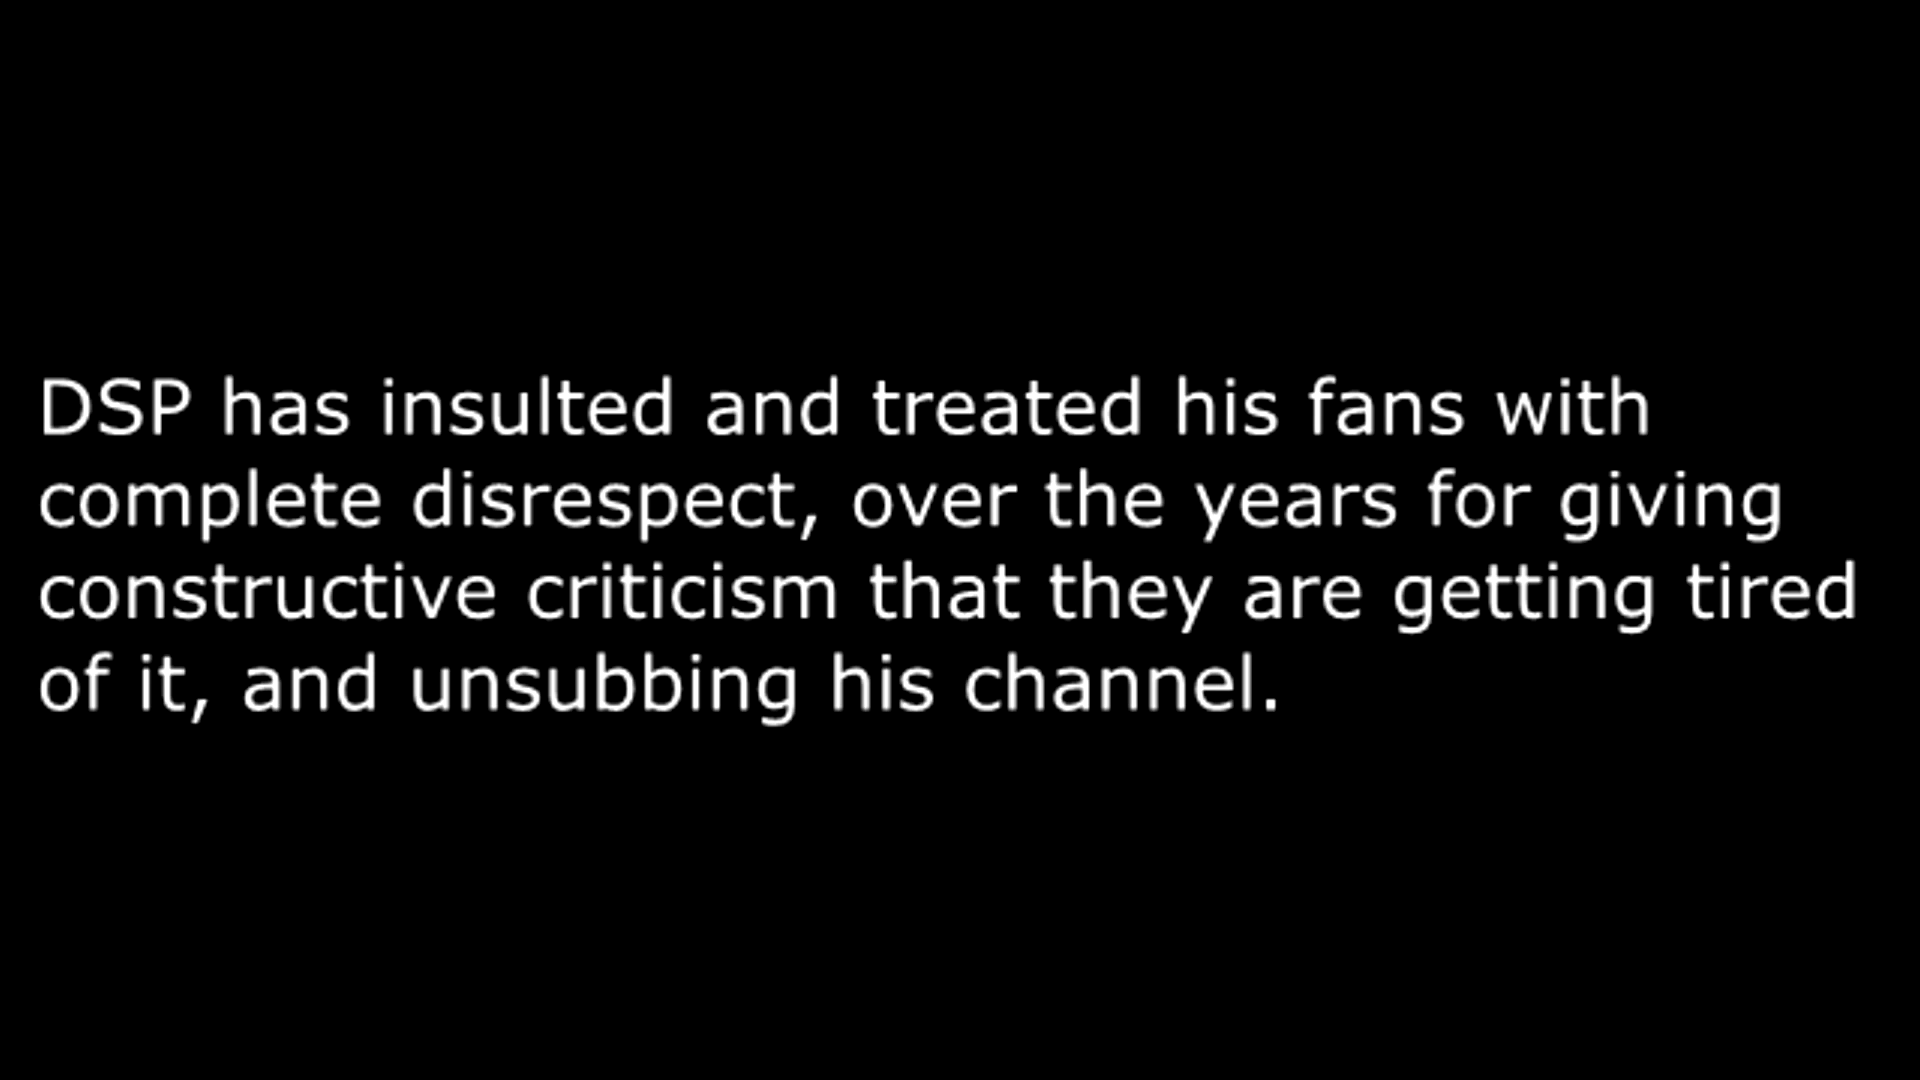 DSP has insulted and treated his fans with
complete disrespect, over the years for giving
constructive criticism that they are getting tired
of it, and unsubbing his channel.